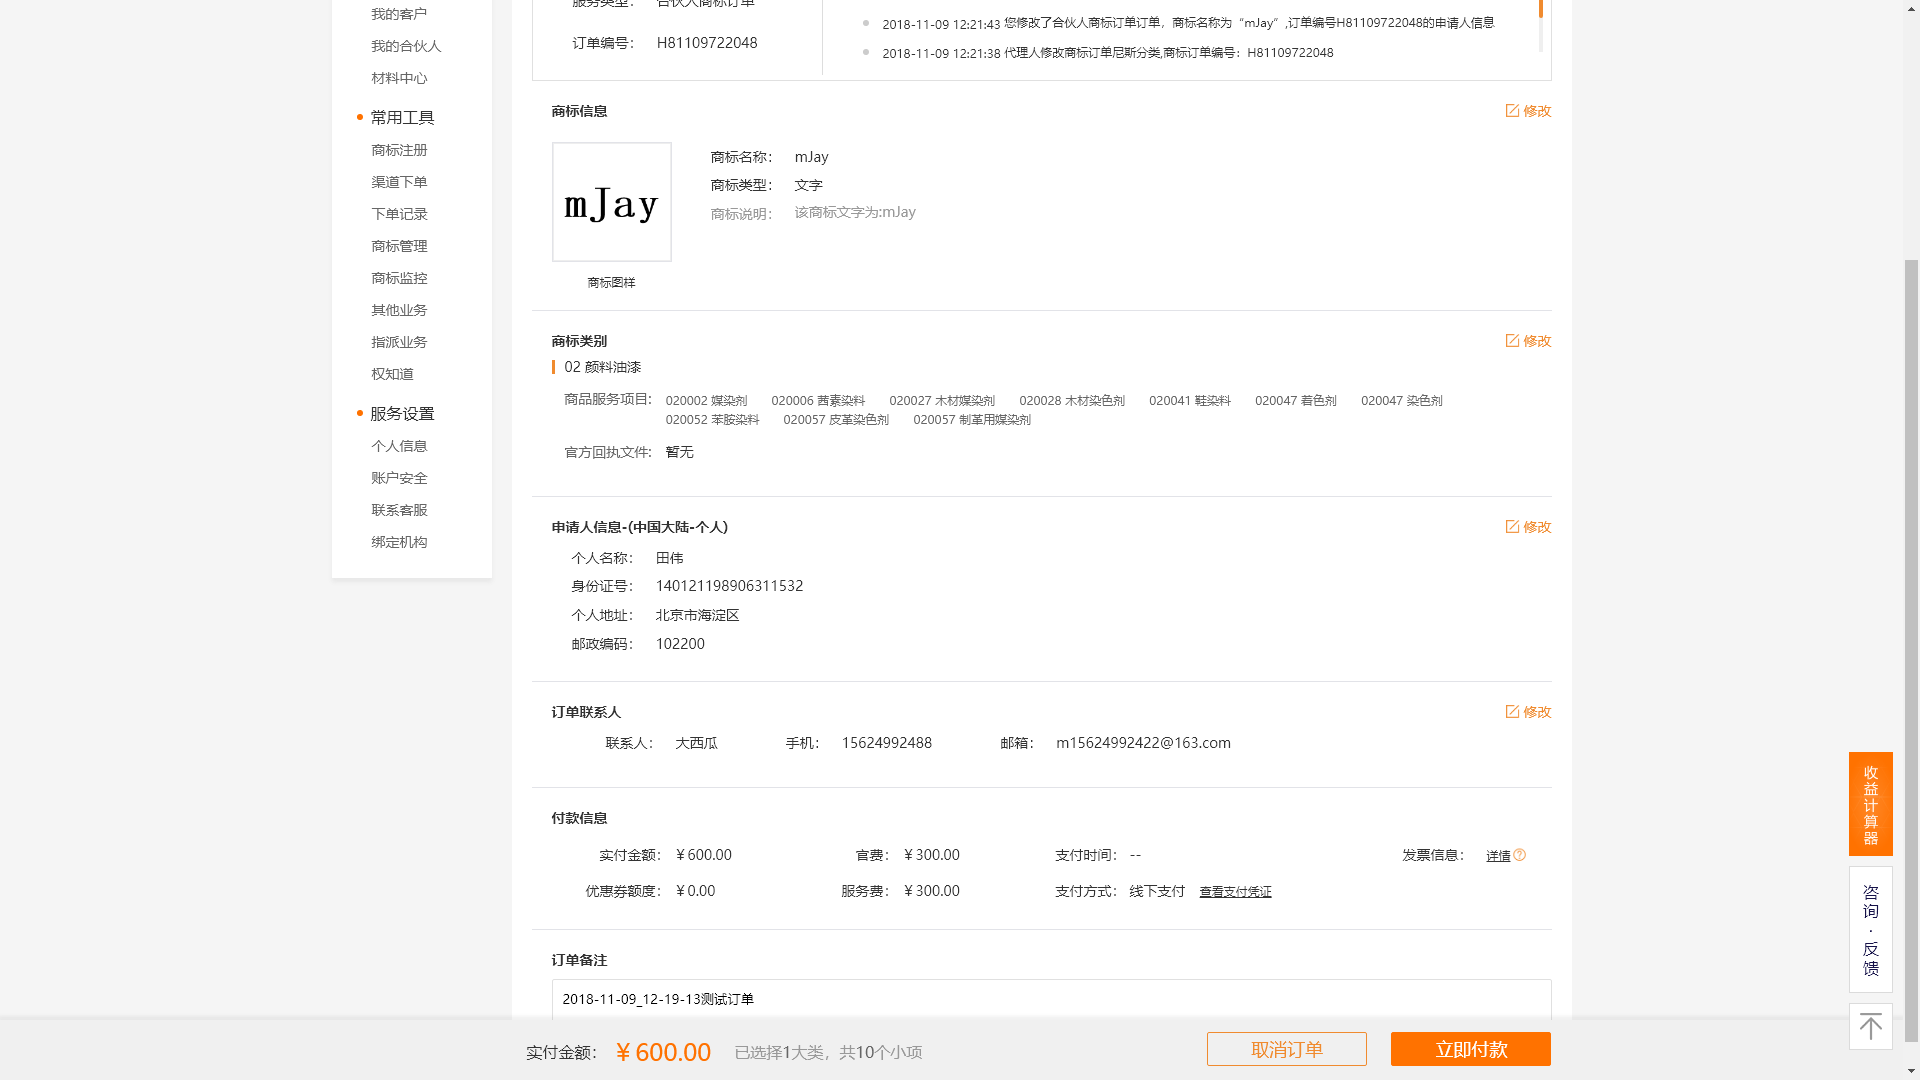 我的客户
我的合伙人
材料中心
常用工具
商标注册
渠道下单
下单记录
商标管理
商标监控
其他业务
指派业务
权知道
服务设置
个人信息
账户安全
联系客服
绑定机构
服务类型： 合伙人商标订单
订单编号： H81109722048
2018-11-09 12:21:43 您修改了合伙人商标订单订单，商标名称为“mJay”,订单编号H81109722048的申请人信息
2018-11-09 12:21:38 代理人修改商标订单尼斯分类,商标订单编号：H81109722048
商标信息
修改
mJay
商标图样
商标名称： mJay
商标类型： 文字
商标说明： 该商标文字为:mJay
商标类别
修改
02 颜料油漆
商品服务项目: 020002 媒染剂 020006 茜素染料 020027 木材媒染剂 020028 木材染色剂 020041 鞋染料 020047 着色剂 020047 染色剂
020052 苯胺染料 020057 皮革染色剂 020057 制革用媒染剂
官方回执文件: 暂无
申请人信息-(中国大陆-个人)
修改
个人名称： 田伟
身份证号： 140121198906311532
个人地址： 北京市海淀区
邮政编码： 102200
订单联系人
修改
联系人： 大西瓜 手机： 15624992488 邮箱： m15624992422@163.com
付款信息
实付金额： ¥600.00 官费： ¥300.00 支付时间： -- 发票信息： 详情
优惠券额度： ¥0.00 服务费： ¥300.00 支付方式： 线下支付 查看支付凭证
订单备注
2018-11-09_12-19-13测试订单
实付金额： ¥600.00 已选择1大类，共10个小项
取消订单
立即付款
收益计算器
咨询·反馈